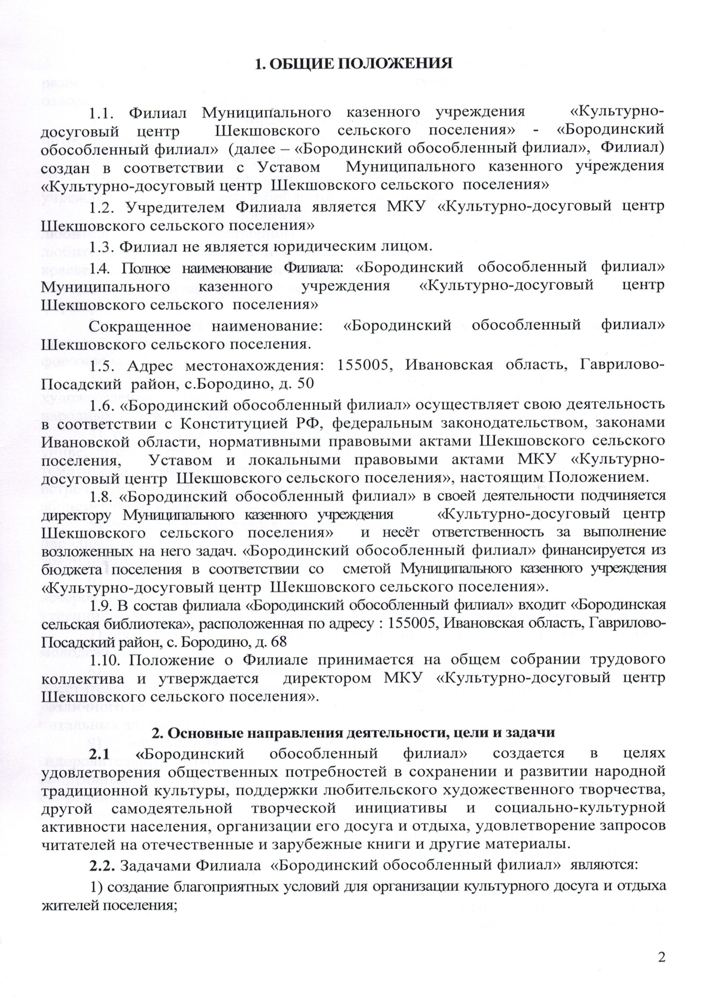 1. ОБЩИЕ ПОЛОЖЕНИЯ
1.1. Филиал Муниципального казенного учреждения «Культурно-
досуговый центр Шекшовского сельского поселения» - «Бородинский
обособленный филиал» (далее – «Бородинский обособленный филиал», Филиал)
создан в соответствии с Уставом Муниципального казенного учреждения
«Культурно-досуговый центр Шекшовского сельского поселения»
1.2. Учредителем Филиала является МКУ «Культурно-досуговый центр
Шекшовского сельского поселения»
1.3. Филиал не является юридическим лицом.
1.4. Полное наименование Филиала: «Бородинский обособленный филиал»
Муниципального казенного учреждения «Культурно-досуговый центр
Шекшовского сельского поселения»
Сокращенное наименование: «Бородинский обособленный филиал»
Шекшовского сельского поселения.
1.5. Адрес местонахождения: 155005, Ивановская область, Гаврилово-
Посадский район, с.Бородино, д. 50
1.6. «Бородинский обособленный филиал» осуществляет свою деятельность
в соответствии с Конституцией РФ, федеральным законодательством, законами
Ивановской области, нормативными правовыми актами Шекшовского сельского
поселения, Уставом и локальными правовыми актами МКУ «Культурно-
досуговый центр Шекшовского сельского поселения», настоящим Положением.
1.8. «Бородинский обособленный филиал» в своей деятельности подчиняется
директору Муниципального казенного учреждения «Культурно-досуговый центр
Шекшовского сельского поселения» и несёт ответственность за выполнение
возложенных на него задач. «Бородинский обособленный филиал» финансируется из
бюджета поселения в соответствии со сметой Муниципального казенного учреждения
«Культурно-досуговый центр Шекшовского сельского поселения».
1.9. В состав филиала «Бородинский обособленный филиал» входит «Бородинская
сельская библиотека», расположенная по адресу : 155005, Ивановская область, Гаврилово-
Посадский район, с. Бородино, д. 68
1.10. Положение о Филиале принимается на общем собрании трудового
коллектива и утверждается директором МКУ «Культурно-досуговый центр
Шекшовского сельского поселения».
2. Основные направления деятельности, цели и задачи
2.1 «Бородинский обособленный филиал» создается в целях
удовлетворения общественных потребностей в сохранении и развитии народной
традиционной культуры, поддержки любительского художественного творчества,
другой самодеятельной творческой инициативы и социально-культурной
активности населения, организации его досуга и отдыха, удовлетворение запросов
читателей на отечественные и зарубежные книги и другие материалы.
2.2. Задачами Филиала «Бородинский обособленный филиал» являются:
1) создание благоприятных условий для организации культурного досуга и отдыха
жителей поселения;
2